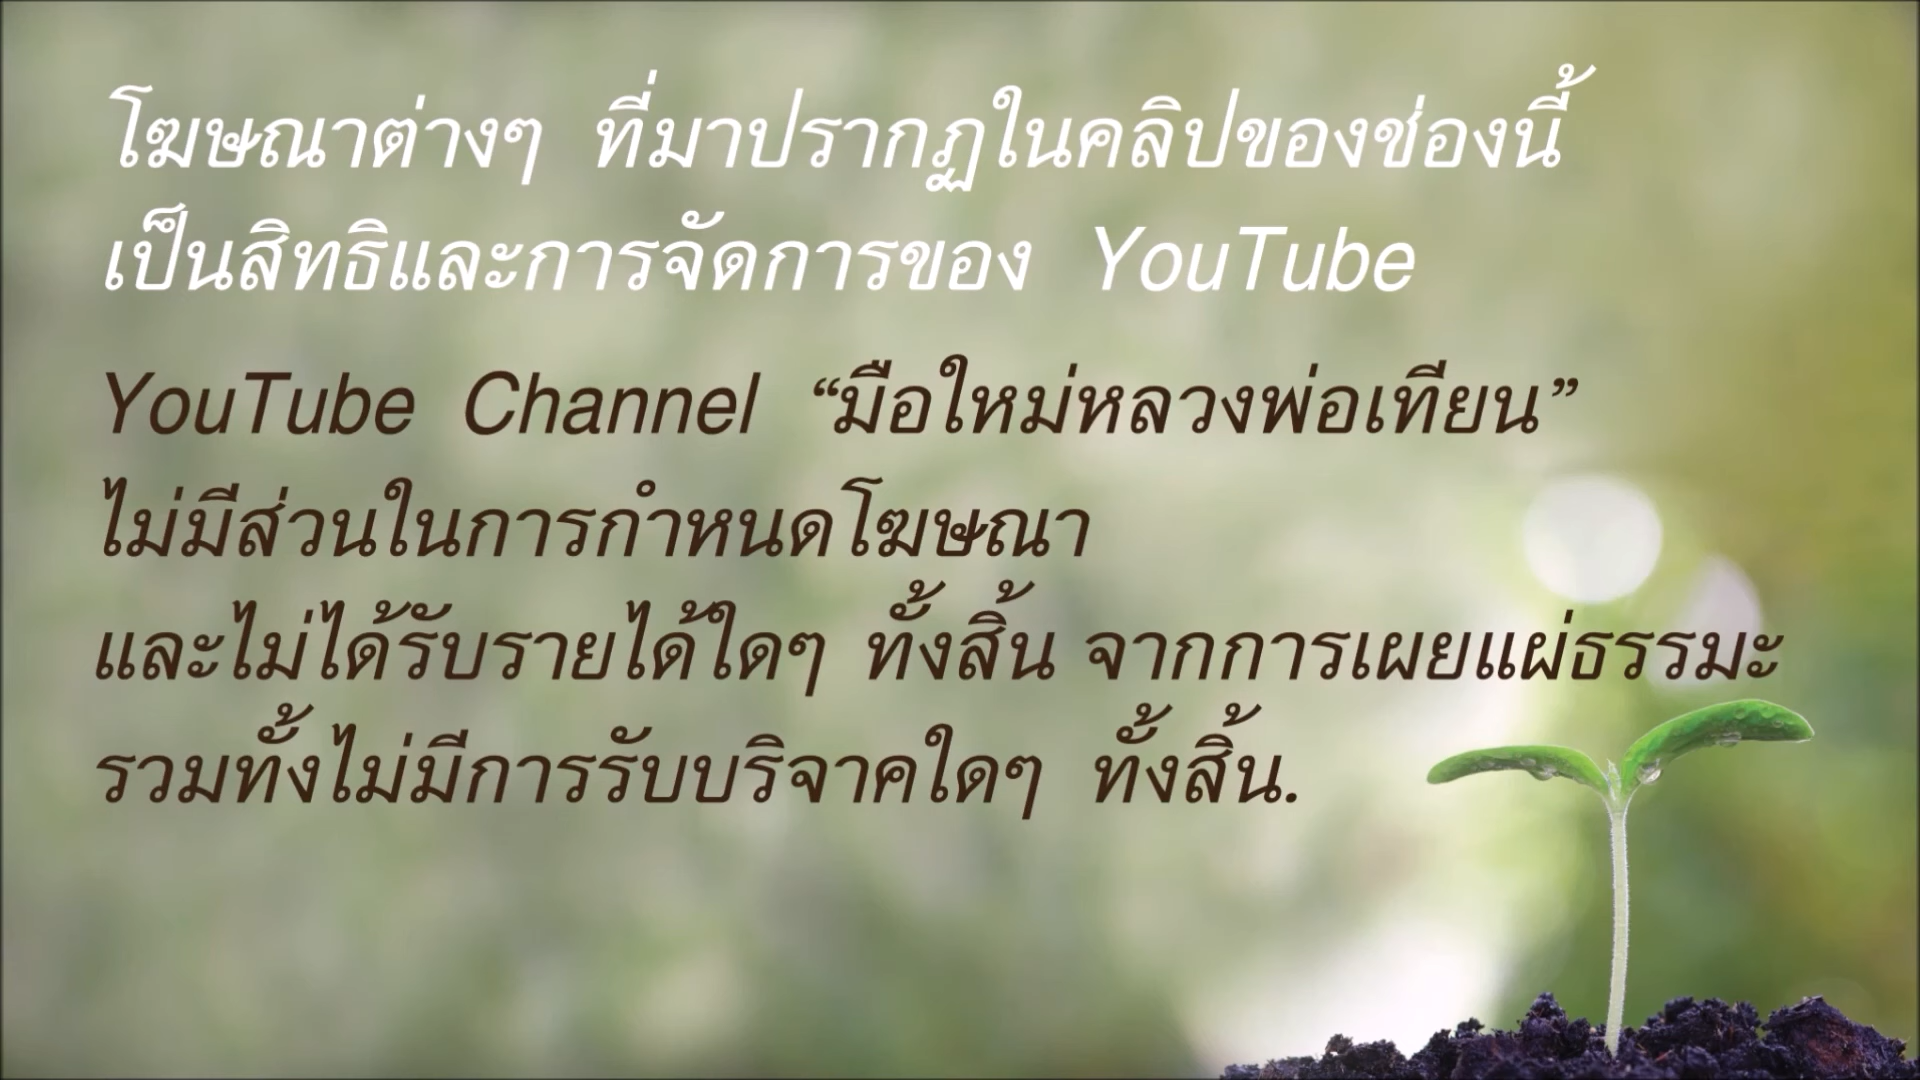 โฆษณาต่างๆ ที่มาปรากฏในคลิปของช่องนี้
เป็นสิทธิและการจัดการของ YouTube
YouTube Channel “มือใหม่หลวงพ่อเทียน”
ไม่มีส่วนในการกำหนดโฆษณา
และไม่ได้รับรายได้ใดๆ ทั้งสิ้น จากการเผยแผ่ธรรมะ
รวมทั้งไม่มีการรับบริจาคใดๆ ทั้งสิ้น.